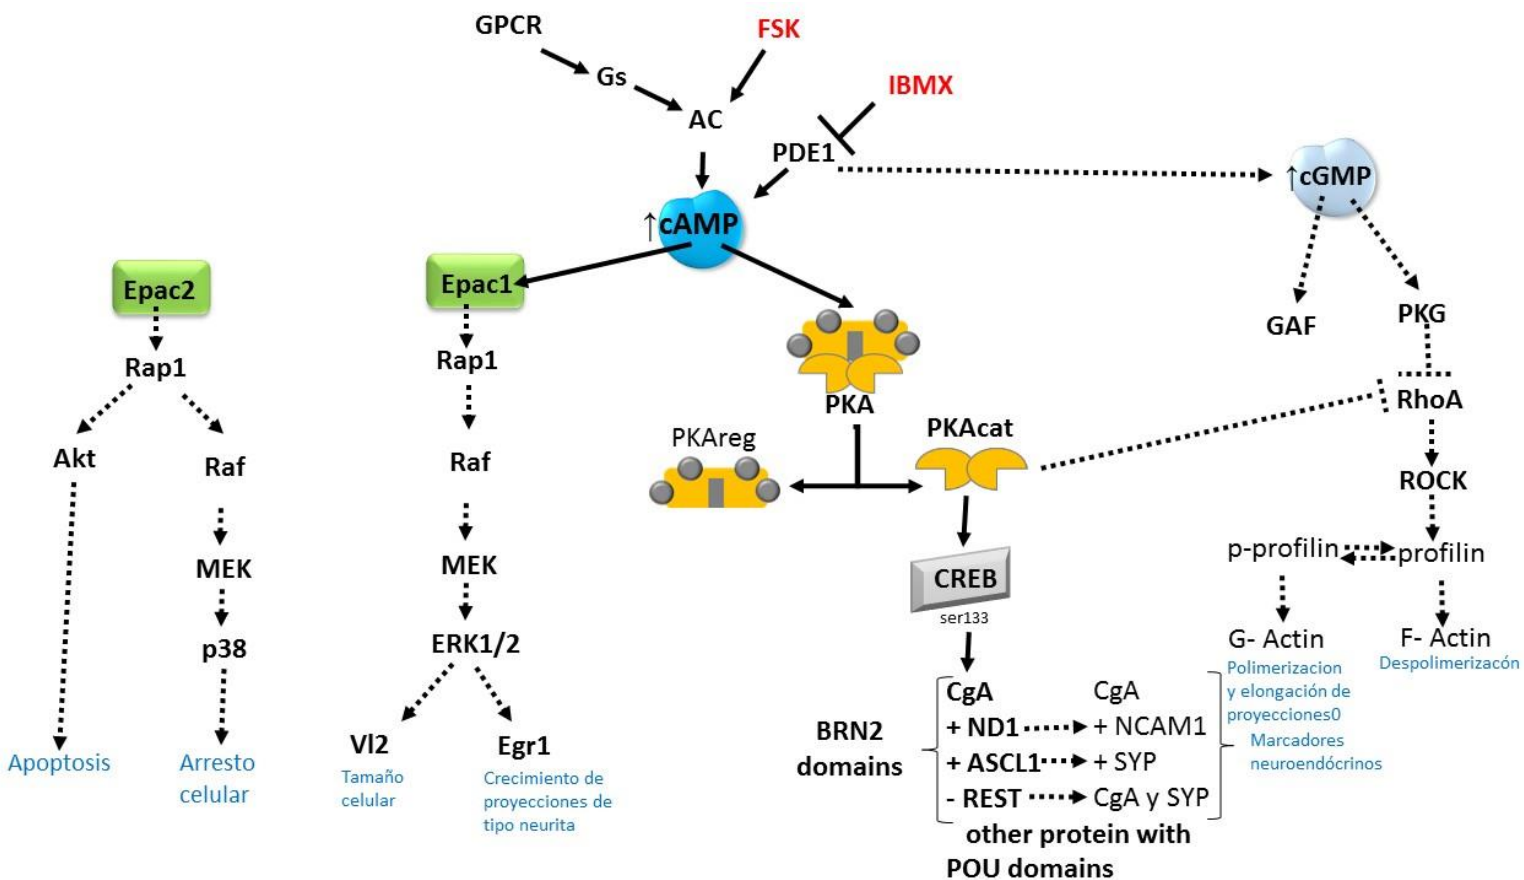 GPCR
FSK
Gs
IBMX
AC
PDE1
↑cAMP
↑cGMP
Epac2
Epac1
GAF
PKG
Rap1
Rap1
PKA
RhoA
Akt
Raf
Raf
PKAreg
PKAcat
ROCK
MEK
MEK
CREB
ser133
p-profilin
profilin
p38
ERK1/2
G- Actin
F- Actin
Polimerizacion
y elongación de
proyecciones0
Despolimerizacón
Marcadores
neuroendócrinos
Apoptosis
Arresto
celular
Vl2
Tamaño
celular
Egr1
Crecimiento de
proyecciones de
tipo neurita
BRN2
domains
CgA CgA
+ ND1 + NCAM1
+ ASCL1 + SYP
- REST CgA y SYP
other protein with
POU domains